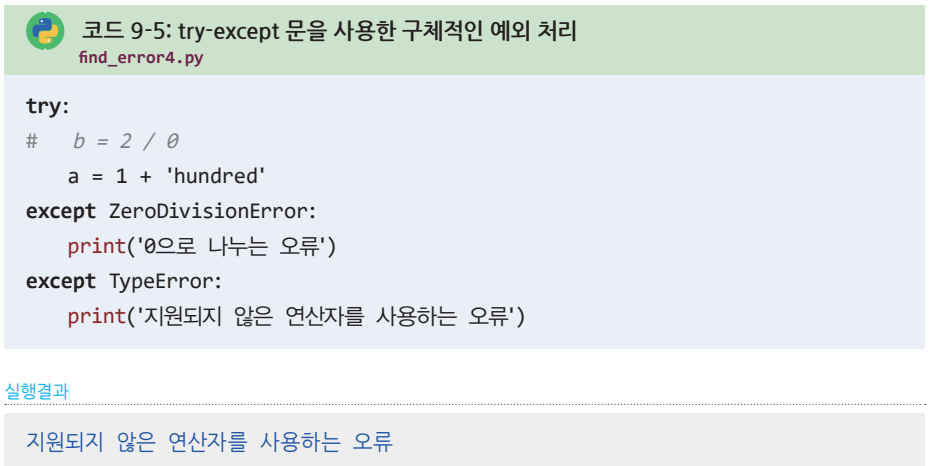 코드 9-5: try-except 문을 사용한 구체적인 예외 처리
find_error4.py
try:
#   b = 2 / 0
    a = 1 + 'hundred'
except ZeroDivisionError:
    print('0으로 나누는 오류')
except TypeError:
    print('지원되지 않은 연산자를 사용하는 오류')
실행결과
지원되지 않은 연산자를 사용하는 오류